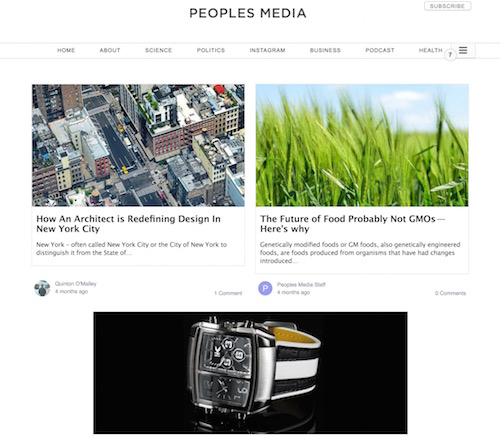 PEOPLES MEDIA
SUBSCRIBE
HOME ABOUT SCIENCE POLITICS INSTAGRAM BUSINESS PODCAST HEALTH 7
How An Architect is Redefining Design In
New York City
New York – often called New York City or the City of New York to
distinguish it from the State of...
Quinton O'Malley
4 months ago
1 Comment
The Future of Food Probably Not GMOs—
Here's why
Genetically modified foods or GM foods, also genetically engineered
foods, are foods produced from organisms that have had changes
introduced...
P
Peoples Media Staff
4 months ago
0 Comments